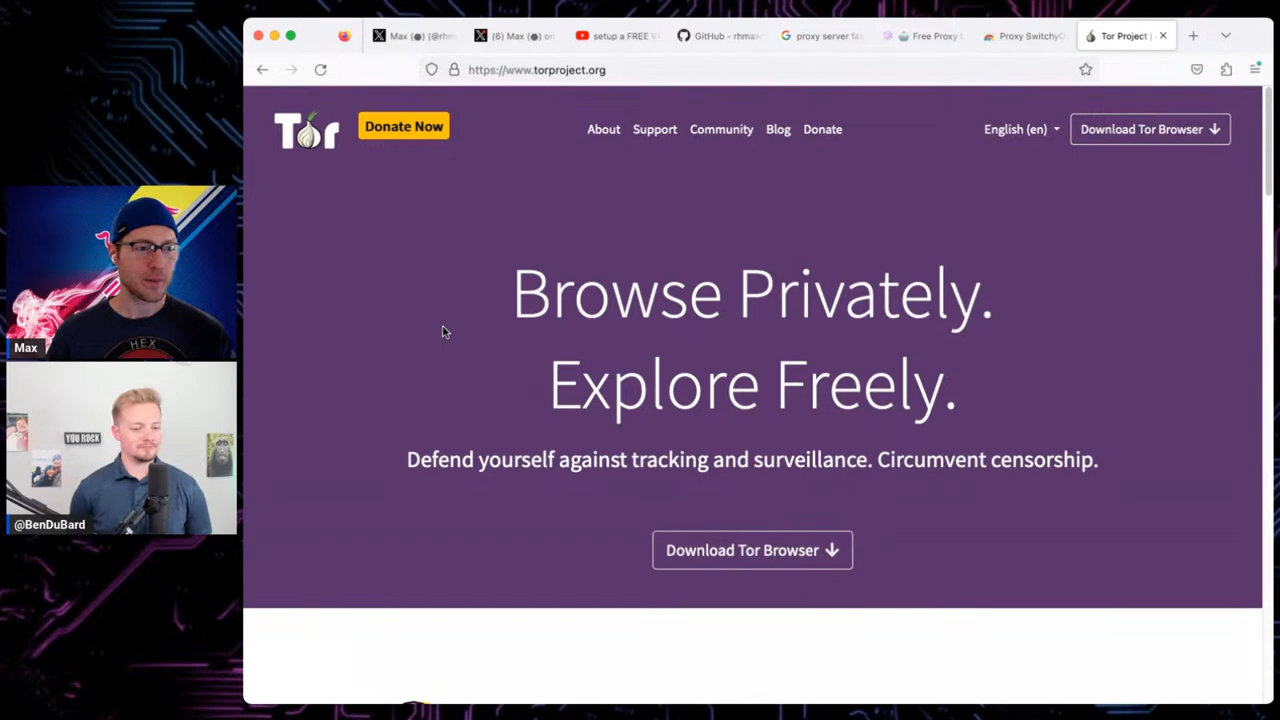 Max (●) (@rhm
(6) Max (●) on
setup a FREE V
GitHub - rhmax
proxy server fa
Free Proxy
Proxy SwitchyO
Tor Project |
https://www.torproject.org
Tor
Donate Now
About
Support
Community
Blog
Donate
English (en)
Download Tor Browser
Browse Privately.
Explore Freely.
Defend yourself against tracking and surveillance. Circumvent censorship.
Download Tor Browser
HEX
Max
YOU ROCK
@BenDuBard